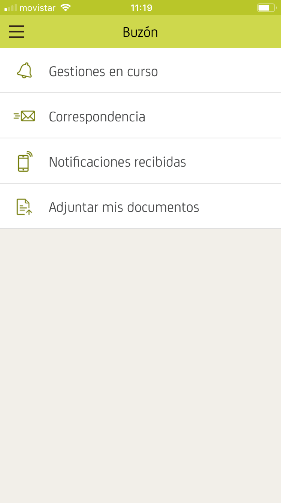 movistar 11:19
Buzón
Gestiones en curso
Correspondencia
Notificaciones recibidas
Adjuntar mis documentos